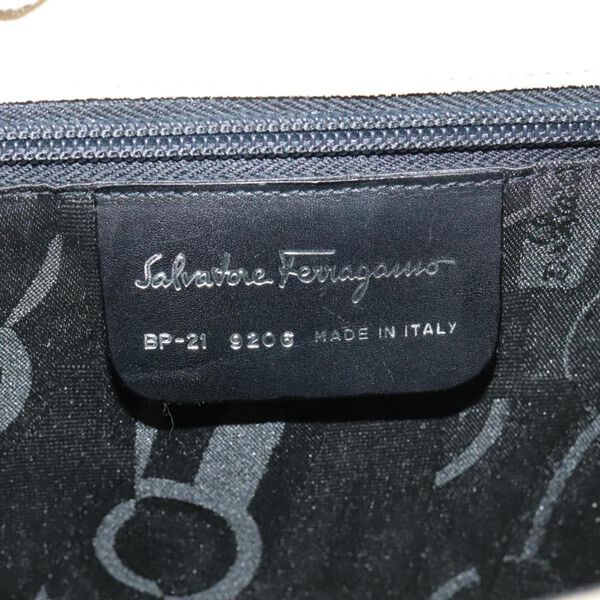 Salvatore Ferragamo
BP-21 9206 MADE IN ITALY